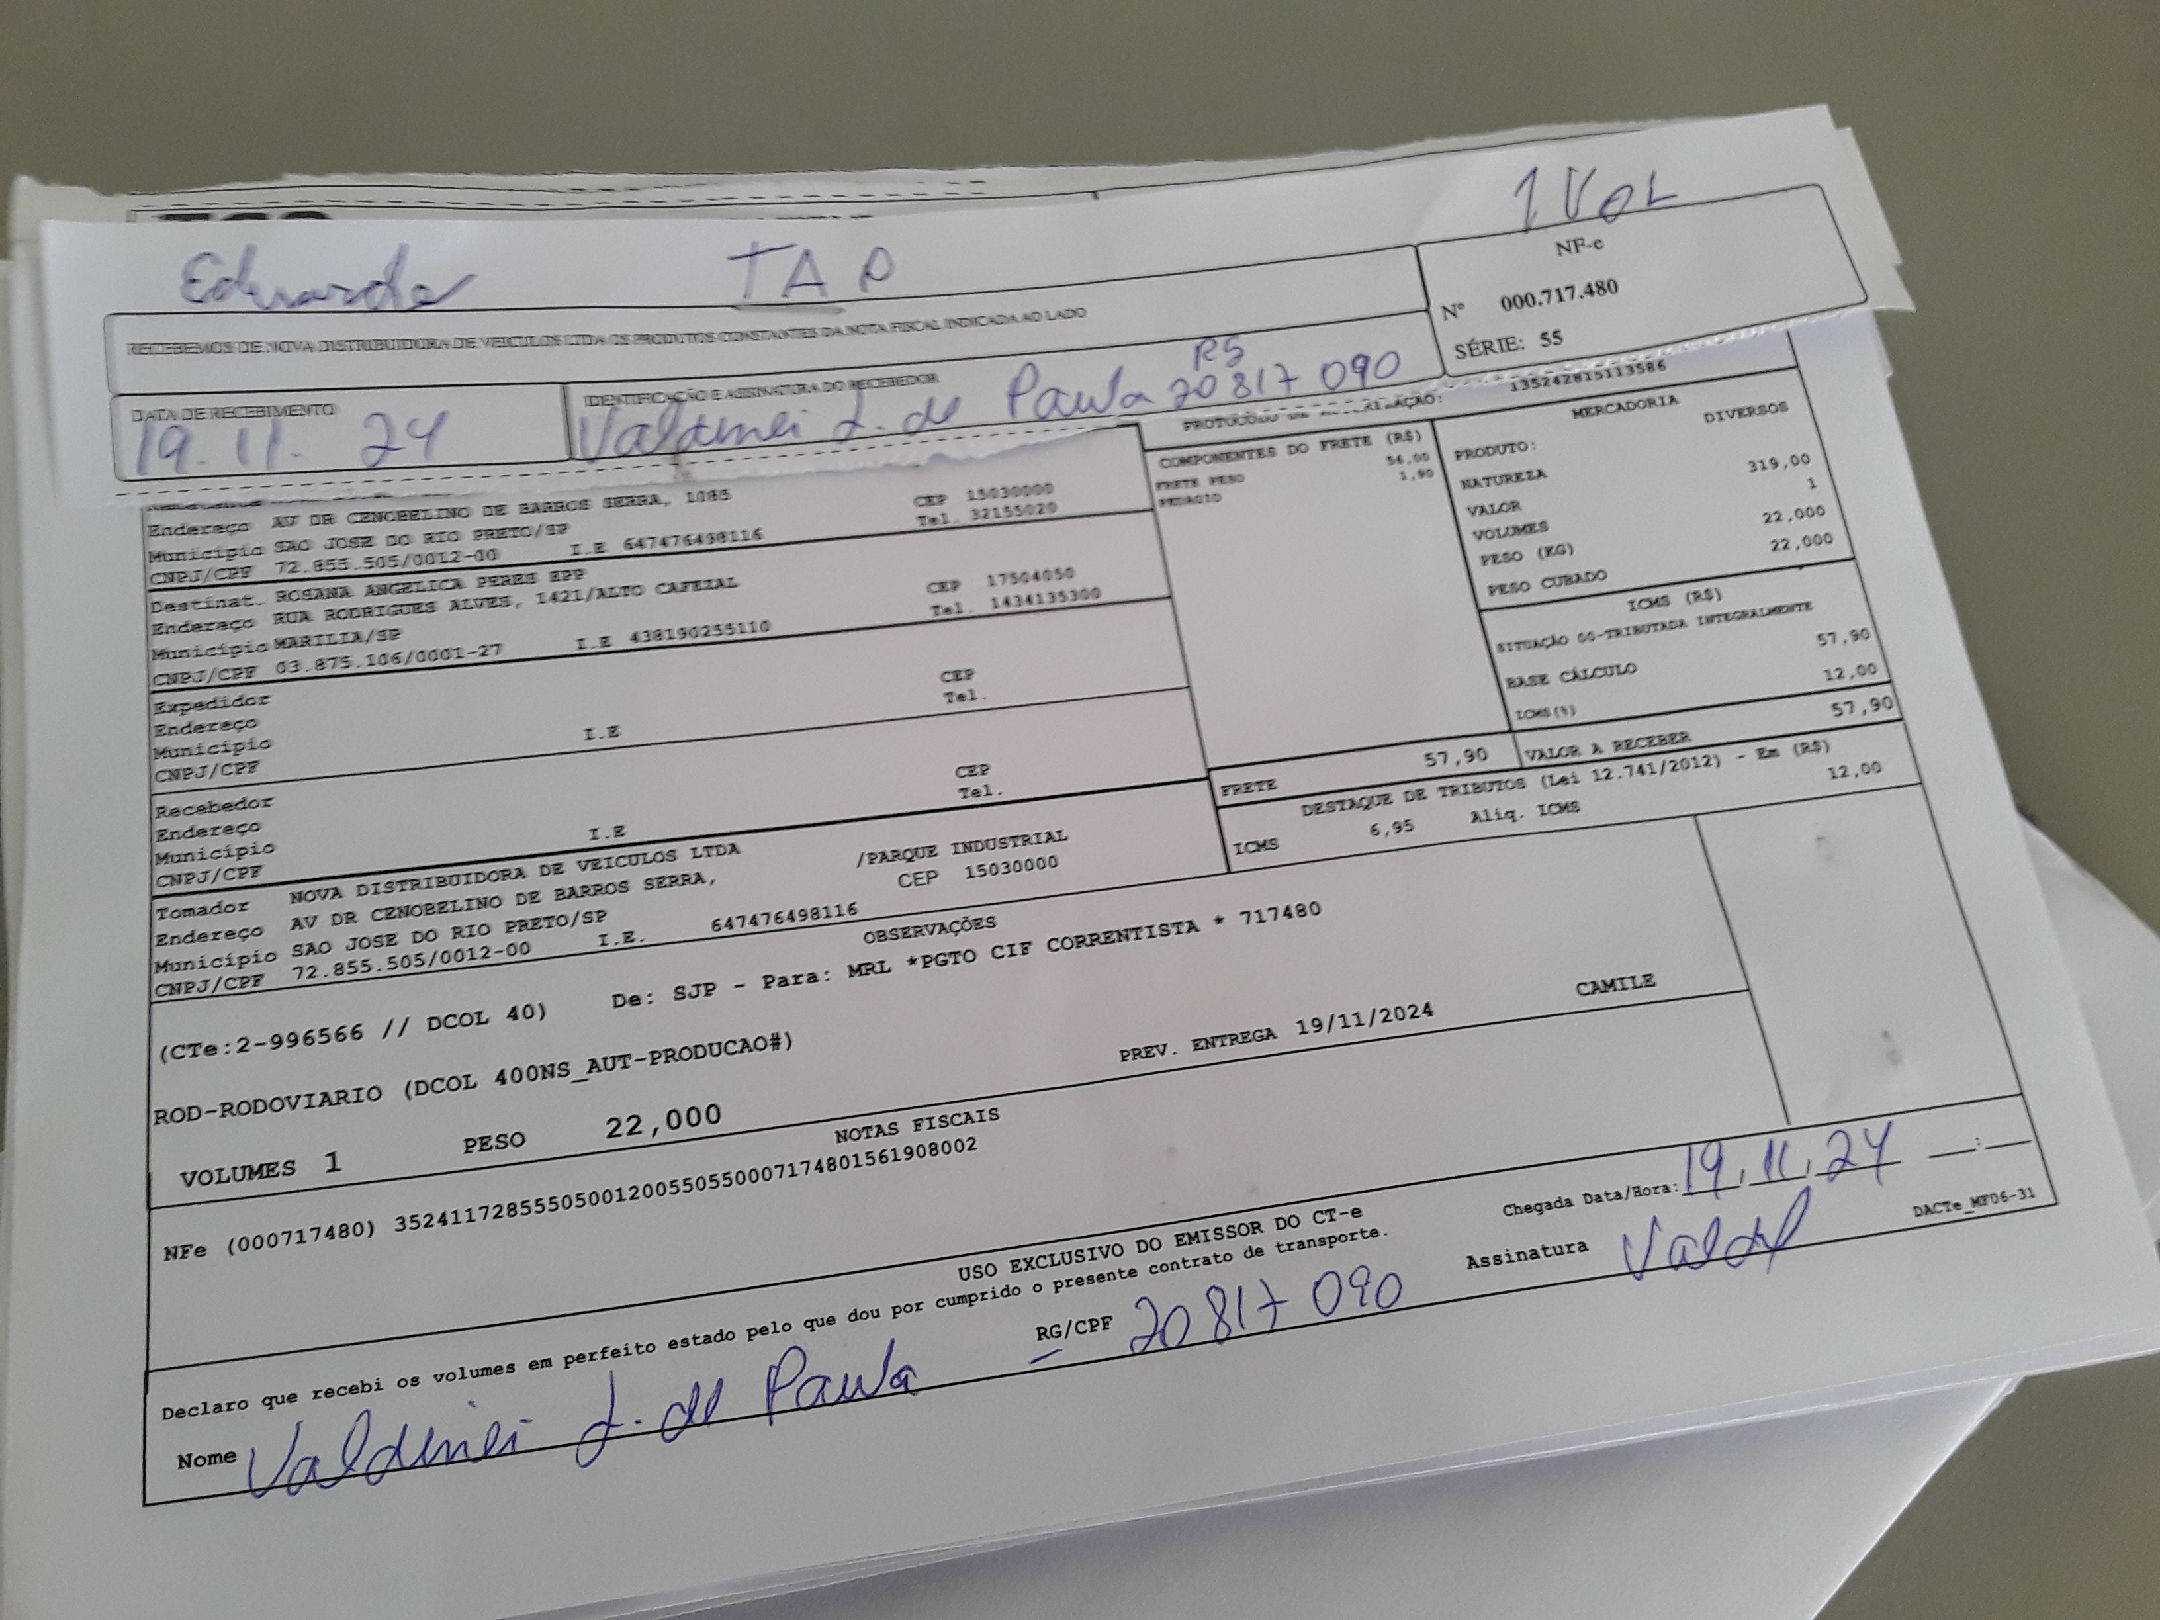 1 VOL
Eduardo TAP
RECEBEMOS DE NOVA DISTRIBUIDORA DE VEICULOS LTDA OS PRODUTOS CONSTANTES DA NOTA FISCAL INDICADA AO LADO
NF-e
Nº 000.717.480
SÉRIE: 55
DATA DE RECEBIMENTO
19.11.24
IDENTIFICAÇÃO E ASSINATURA DO RECEBEDOR
Valdinei L. de Paula RG 20817090
PROTOCOLO DE AUTORIZAÇÃO: 135242815113586
Endereço AV DR CENOBELINO DE BARROS SERRA, 1085 CEP 15030000
Município SAO JOSE DO RIO PRETO/SP Tel. 32155020
CNPJ/CPF 72.855.505/0012-00 I.E 647476498116
Destinat. ROSANA ANGELICA PERES EPP
Endereço RUA RODRIGUES ALVES, 1421/ALTO CAFEZAL CEP 17504050
Município MARILIA/SP Tel. 1434135300
CNPJ/CPF 03.875.106/0001-27 I.E 438190255110
Expedidor
Endereço CEP
Município Tel.
CNPJ/CPF I.E
Recebedor
Endereço CEP
Município Tel.
CNPJ/CPF I.E
Tomador NOVA DISTRIBUIDORA DE VEICULOS LTDA
Endereço AV DR CENOBELINO DE BARROS SERRA, /PARQUE INDUSTRIAL
Município SAO JOSE DO RIO PRETO/SP CEP 15030000
CNPJ/CPF 72.855.505/0012-00 I.E. 647476498116
COMPONENTES DO FRETE (R$)
FRETE PESO 56,00
PEDAGIO 1,90
FRETE 57,90
MERCADORIA
PRODUTO: DIVERSOS
NATUREZA
VALOR 319,00
VOLUMES 1
PESO (KG) 22,000
PESO CUBADO 22,000
ICMS (R$)
SITUAÇÃO 00-TRIBUTADA INTEGRALMENTE
BASE CÁLCULO 57,90
ICMS(%) 12,00
VALOR A RECEBER 57,90
DESTAQUE DE TRIBUTOS (Lei 12.741/2012) - Em (R$)
ICMS 6,95 Aliq. ICMS 12,00
OBSERVAÇÕES
(CTe:2-996566 // DCOL 40) De: SJP - Para: MRL *PGTO CIF CORRENTISTA * 717480
ROD-RODOVIARIO (DCOL 400NS_AUT-PRODUCAO#)
PREV. ENTREGA 19/11/2024 CAMILE
VOLUMES 1 PESO 22,000
NOTAS FISCAIS
NFe (000717480) 35241172855505001200550550007174801561908002
USO EXCLUSIVO DO EMISSOR DO CT-e
Declaro que recebi os volumes em perfeito estado pelo que dou por cumprido o presente contrato de transporte.
Chegada Data/Hora: 19.11.24 __:__
Nome Valdinei L. de Paula - RG/CPF 20817090 Assinatura
DACTe_MF06-31